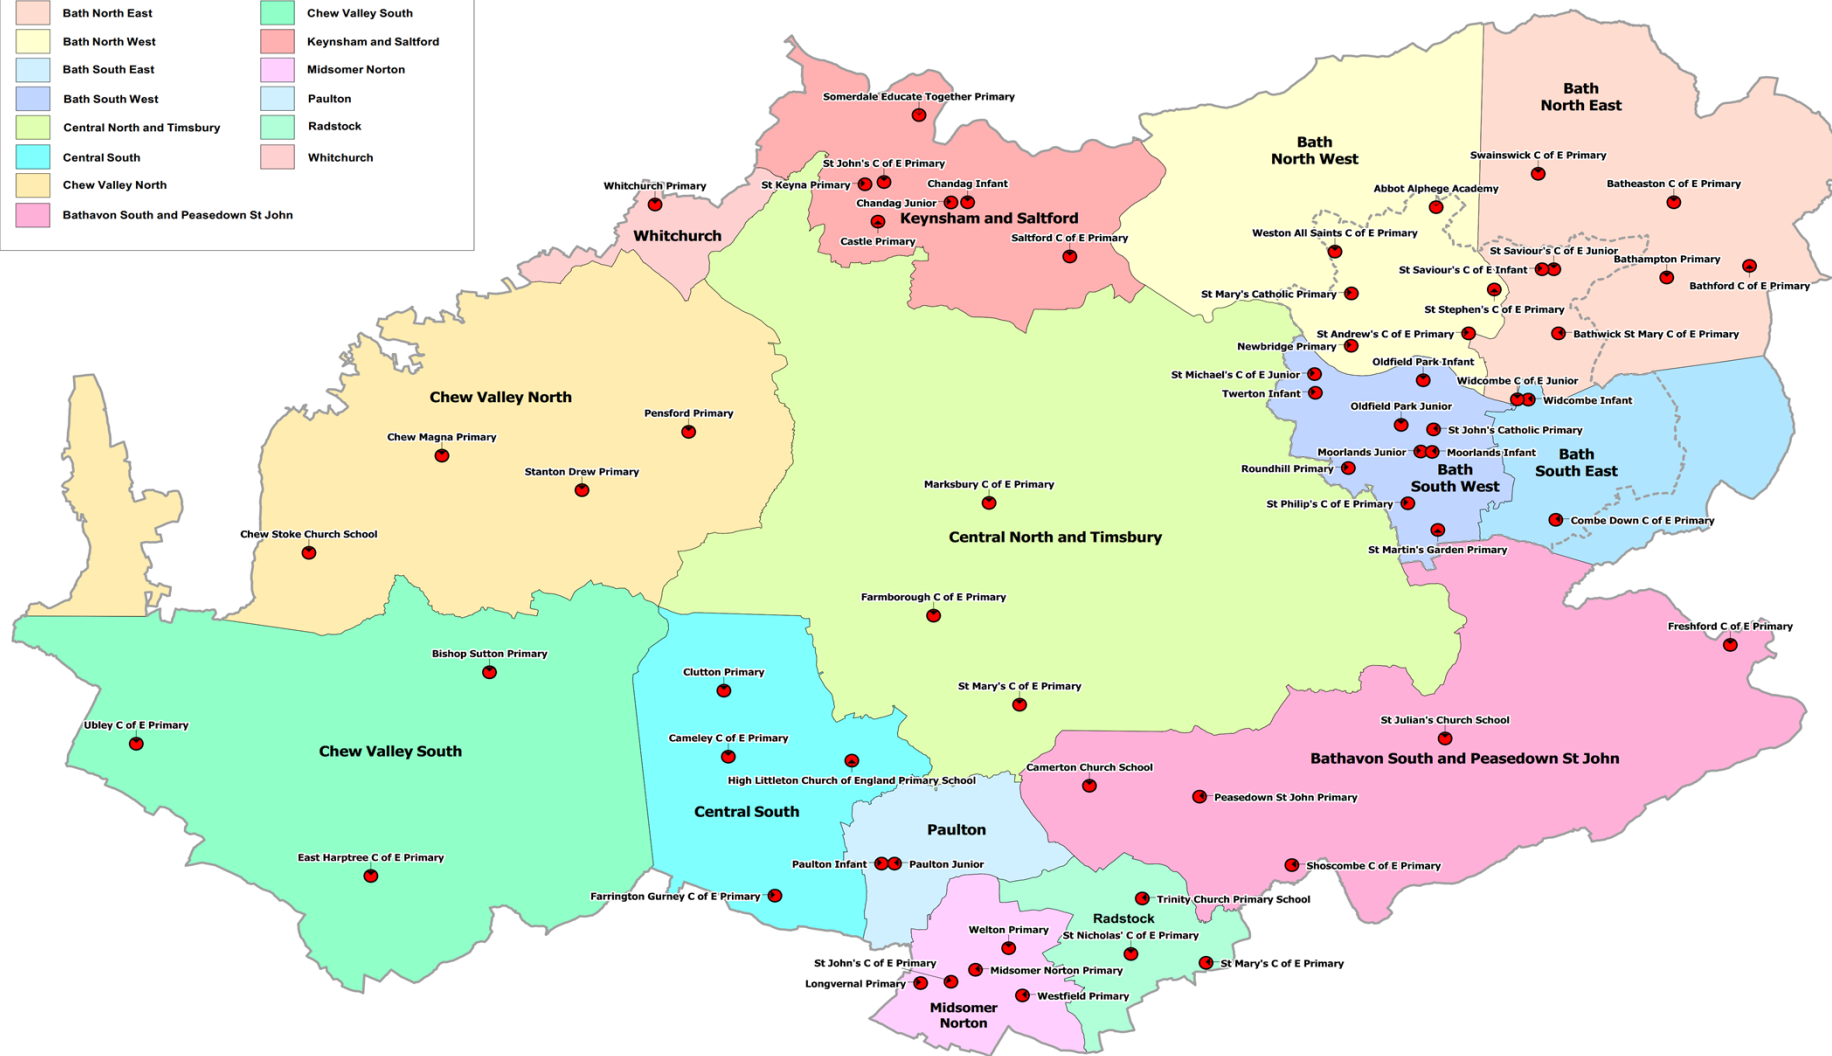 Bath North East
Bath North West
Bath South East
Bath South West
Central North and Timsbury
Central South
Chew Valley North
Bathavon South and Peasedown St John
Chew Valley South
Keynsham and Saltford
Midsomer Norton
Paulton
Radstock
Whitchurch
Somerdale Educate Together Primary
St John's C of E Primary
St Keyna Primary
Chandag Infant
Chandag Junior
Keynsham and Saltford
Castle Primary
Saltford C of E Primary
Whitchurch Primary
Whitchurch
Bath
North West
Bath
North East
Swainswick C of E Primary
Abbot Alphege Academy
Batheaston C of E Primary
Weston All Saints C of E Primary
St Saviour's C of E Junior
Bathampton Primary
St Saviour's C of E Infant
Bathford C of E Primary
St Mary's Catholic Primary
St Stephen's C of E Primary
St Andrew's C of E Primary
Bathwick St Mary C of E Primary
Newbridge Primary
Oldfield Park Infant
St Michael's C of E Junior
Widcombe C of E Junior
Twerton Infant
Widcombe Infant
Oldfield Park Junior
St John's Catholic Primary
Moorlands Junior
Moorlands Infant
Roundhill Primary
Bath
South West
Bath
South East
St Philip's C of E Primary
Combe Down C of E Primary
St Martin's Garden Primary
Chew Valley North
Pensford Primary
Chew Magna Primary
Stanton Drew Primary
Chew Stoke Church School
Marksbury C of E Primary
Central North and Timsbury
Farmborough C of E Primary
St Mary's C of E Primary
Freshford C of E Primary
Bishop Sutton Primary
Ubley C of E Primary
Chew Valley South
East Harptree C of E Primary
Clutton Primary
Cameley C of E Primary
High Littleton Church of England Primary School
Central South
Farrington Gurney C of E Primary
Paulton
Paulton Infant
Paulton Junior
St Julian's Church School
Bathavon South and Peasedown St John
Camerton Church School
Peasedown St John Primary
Shoscombe C of E Primary
Trinity Church Primary School
Radstock
St Nicholas' C of E Primary
St Mary's C of E Primary
Welton Primary
St John's C of E Primary
Midsomer Norton Primary
Longvernal Primary
Westfield Primary
Midsomer
Norton